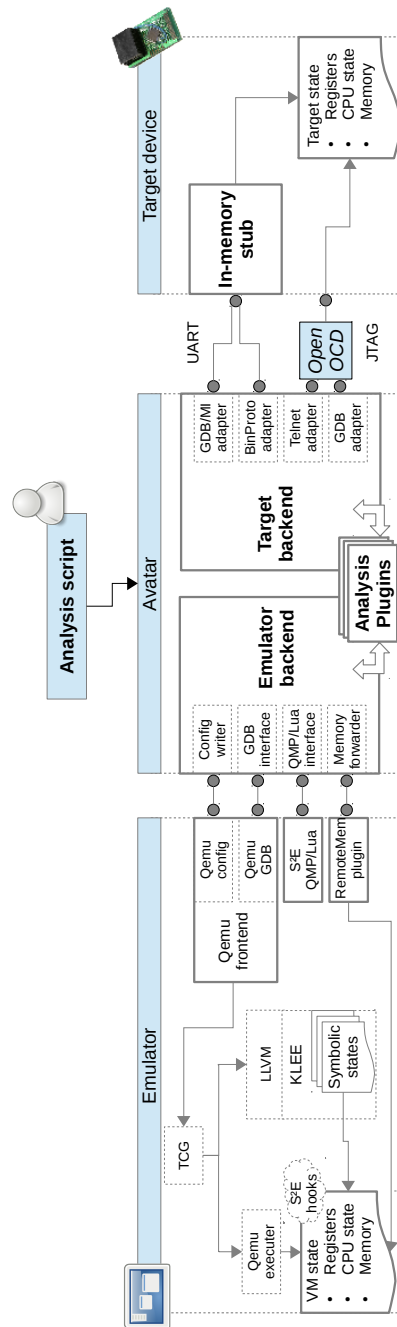 Analysis script
Emulator
Avatar
Target device
TCG
Qemu
executer
VM state
• Registers
• CPU state
• Memory
S²E
hooks
LLVM
KLEE
Symbolic
states
Qemu
frontend
Qemu
config
Qemu
GDB
S²E
QMP/Lua
RemoteMem
plugin
Config
writer
GDB
interface
QMP/Lua
interface
Memory
forwarder
Emulator
backend
Analysis
Plugins
Target
backend
GDB/MI
adapter
BinProto
adapter
Telnet
adapter
GDB
adapter
UART
Open
OCD
JTAG
In-memory
stub
Target state
• Registers
• CPU state
• Memory